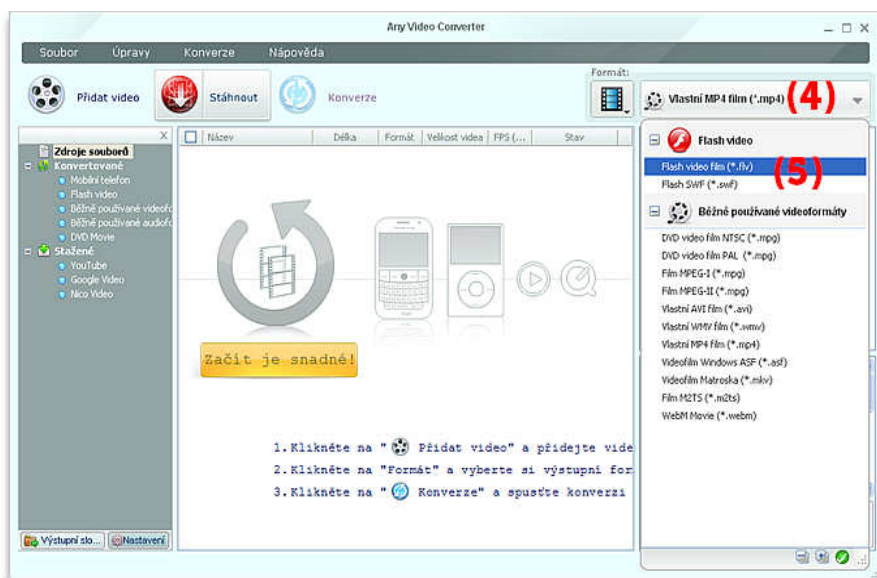 Any Video Converter
Soubor Úpravy Konverze Nápověda
Přidat video Stáhnout Konverze
Formát:
Vlastní MP4 film (*.mp4) (4)
X
Zdroje souborů
Konvertované
Mobilní telefon
Flash video
Běžně používané videofo
Běžně používané audiofo
DVD Movie
Stažené
YouTube
Google Video
Nico Video
Výstupní slo... Nastavení
Název Délka Formát Velikost videa FPS (... Stav
Začít je snadné!
1.Klikněte na " Přidat video" a přidejte vide
2.Klikněte na "Formát" a vyberte si výstupní for
3.Klikněte na " Konverze" a spusťte konverzi
Flash video
Flash video film (*.flv) (5)
Flash SWF (*.swf)
Běžně používané videoformáty
DVD video film NTSC (*.mpg)
DVD video film PAL (*.mpg)
Film MPEG-I (*.mpg)
Film MPEG-II (*.mpg)
Vlastní AVI film (*.avi)
Vlastní WMV film (*.wmv)
Vlastní MP4 film (*.mp4)
Videofilm Windows ASF (*.asf)
Videofilm Matroska (*.mkv)
Film M2TS (*.m2ts)
WebM Movie (*.webm)